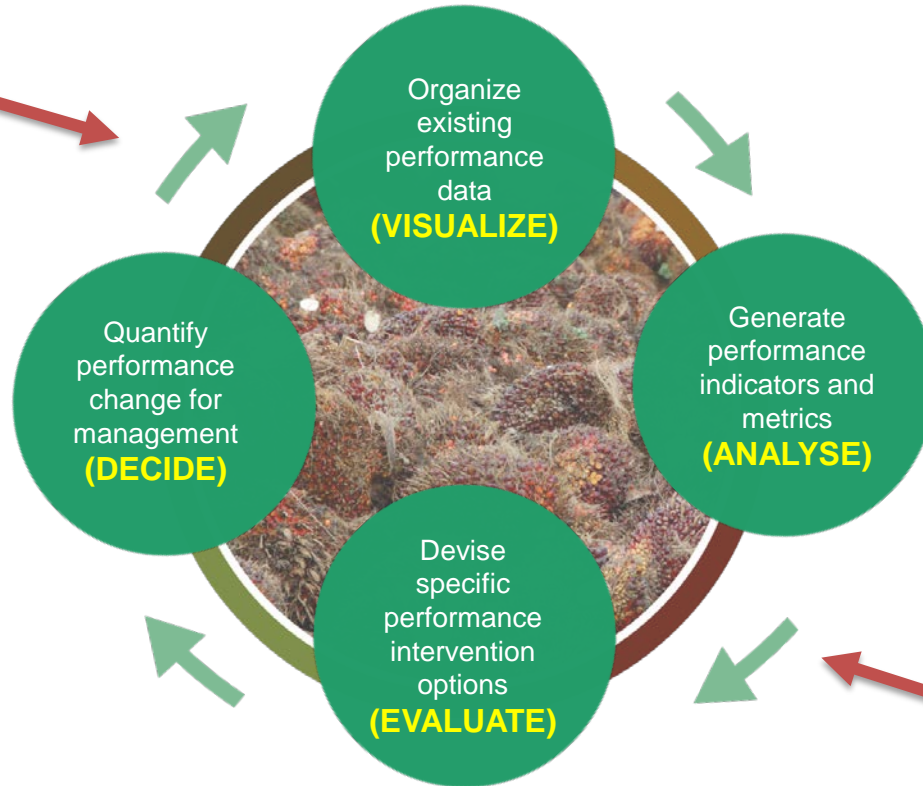 Organize
existing
performance
data
(VISUALIZE)
Generate
performance
indicators and
metrics
(ANALYSE)
Devise
specific
performance
intervention
options
(EVALUATE)
Quantify
performance
change for
management
(DECIDE)